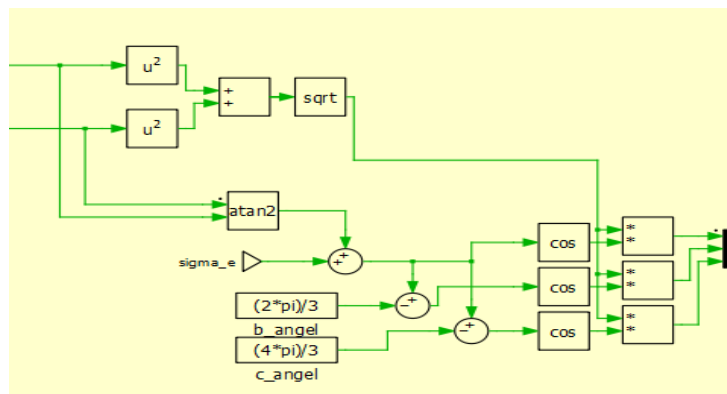 u²
+
+
sqrt
u²
atan2
sigma_e
+
+
cos
*
*
(2*pi)/3
b_angel
−
+
cos
*
*
(4*pi)/3
c_angel
−
+
cos
*
*